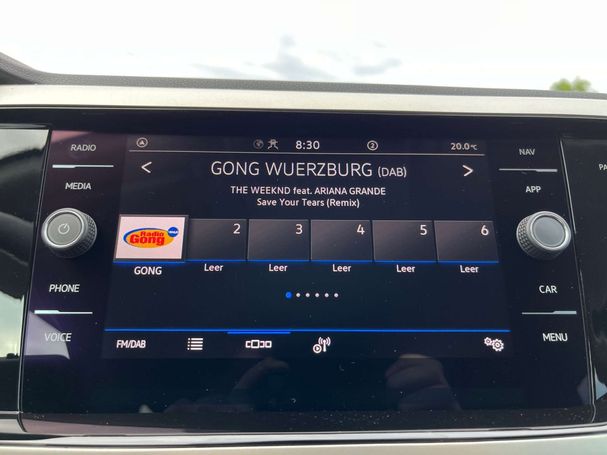 RADIO
8:30
2
20.0°C
NAV
< GONG WUERZBURG (DAB) >
MEDIA
APP
THE WEEKND feat. ARIANA GRANDE
Save Your Tears (Remix)
Radio Gong
2
3
4
5
6
GONG
Leer
Leer
Leer
Leer
Leer
PHONE
CAR
VOICE
FM/DAB
MENU
PA